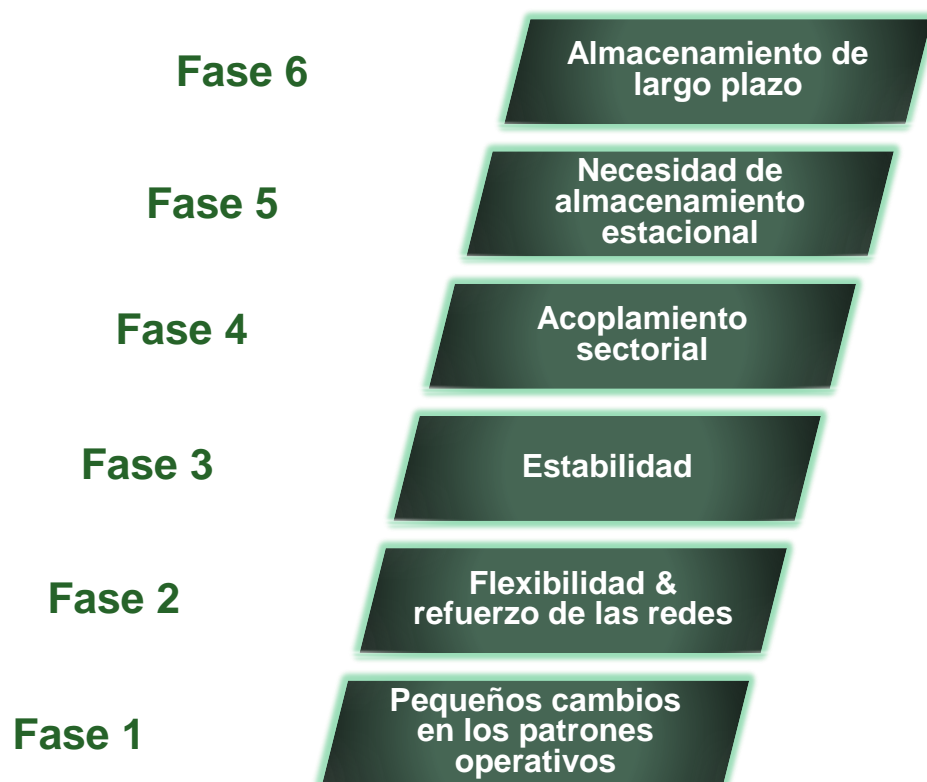 Fase 6
Almacenamiento de
largo plazo
Fase 5
Necesidad de
almacenamiento
estacional
Fase 4
Acoplamiento
sectorial
Fase 3
Estabilidad
Fase 2
Flexibilidad &
refuerzo de las redes
Fase 1
Pequeños cambios
en los patrones
operativos